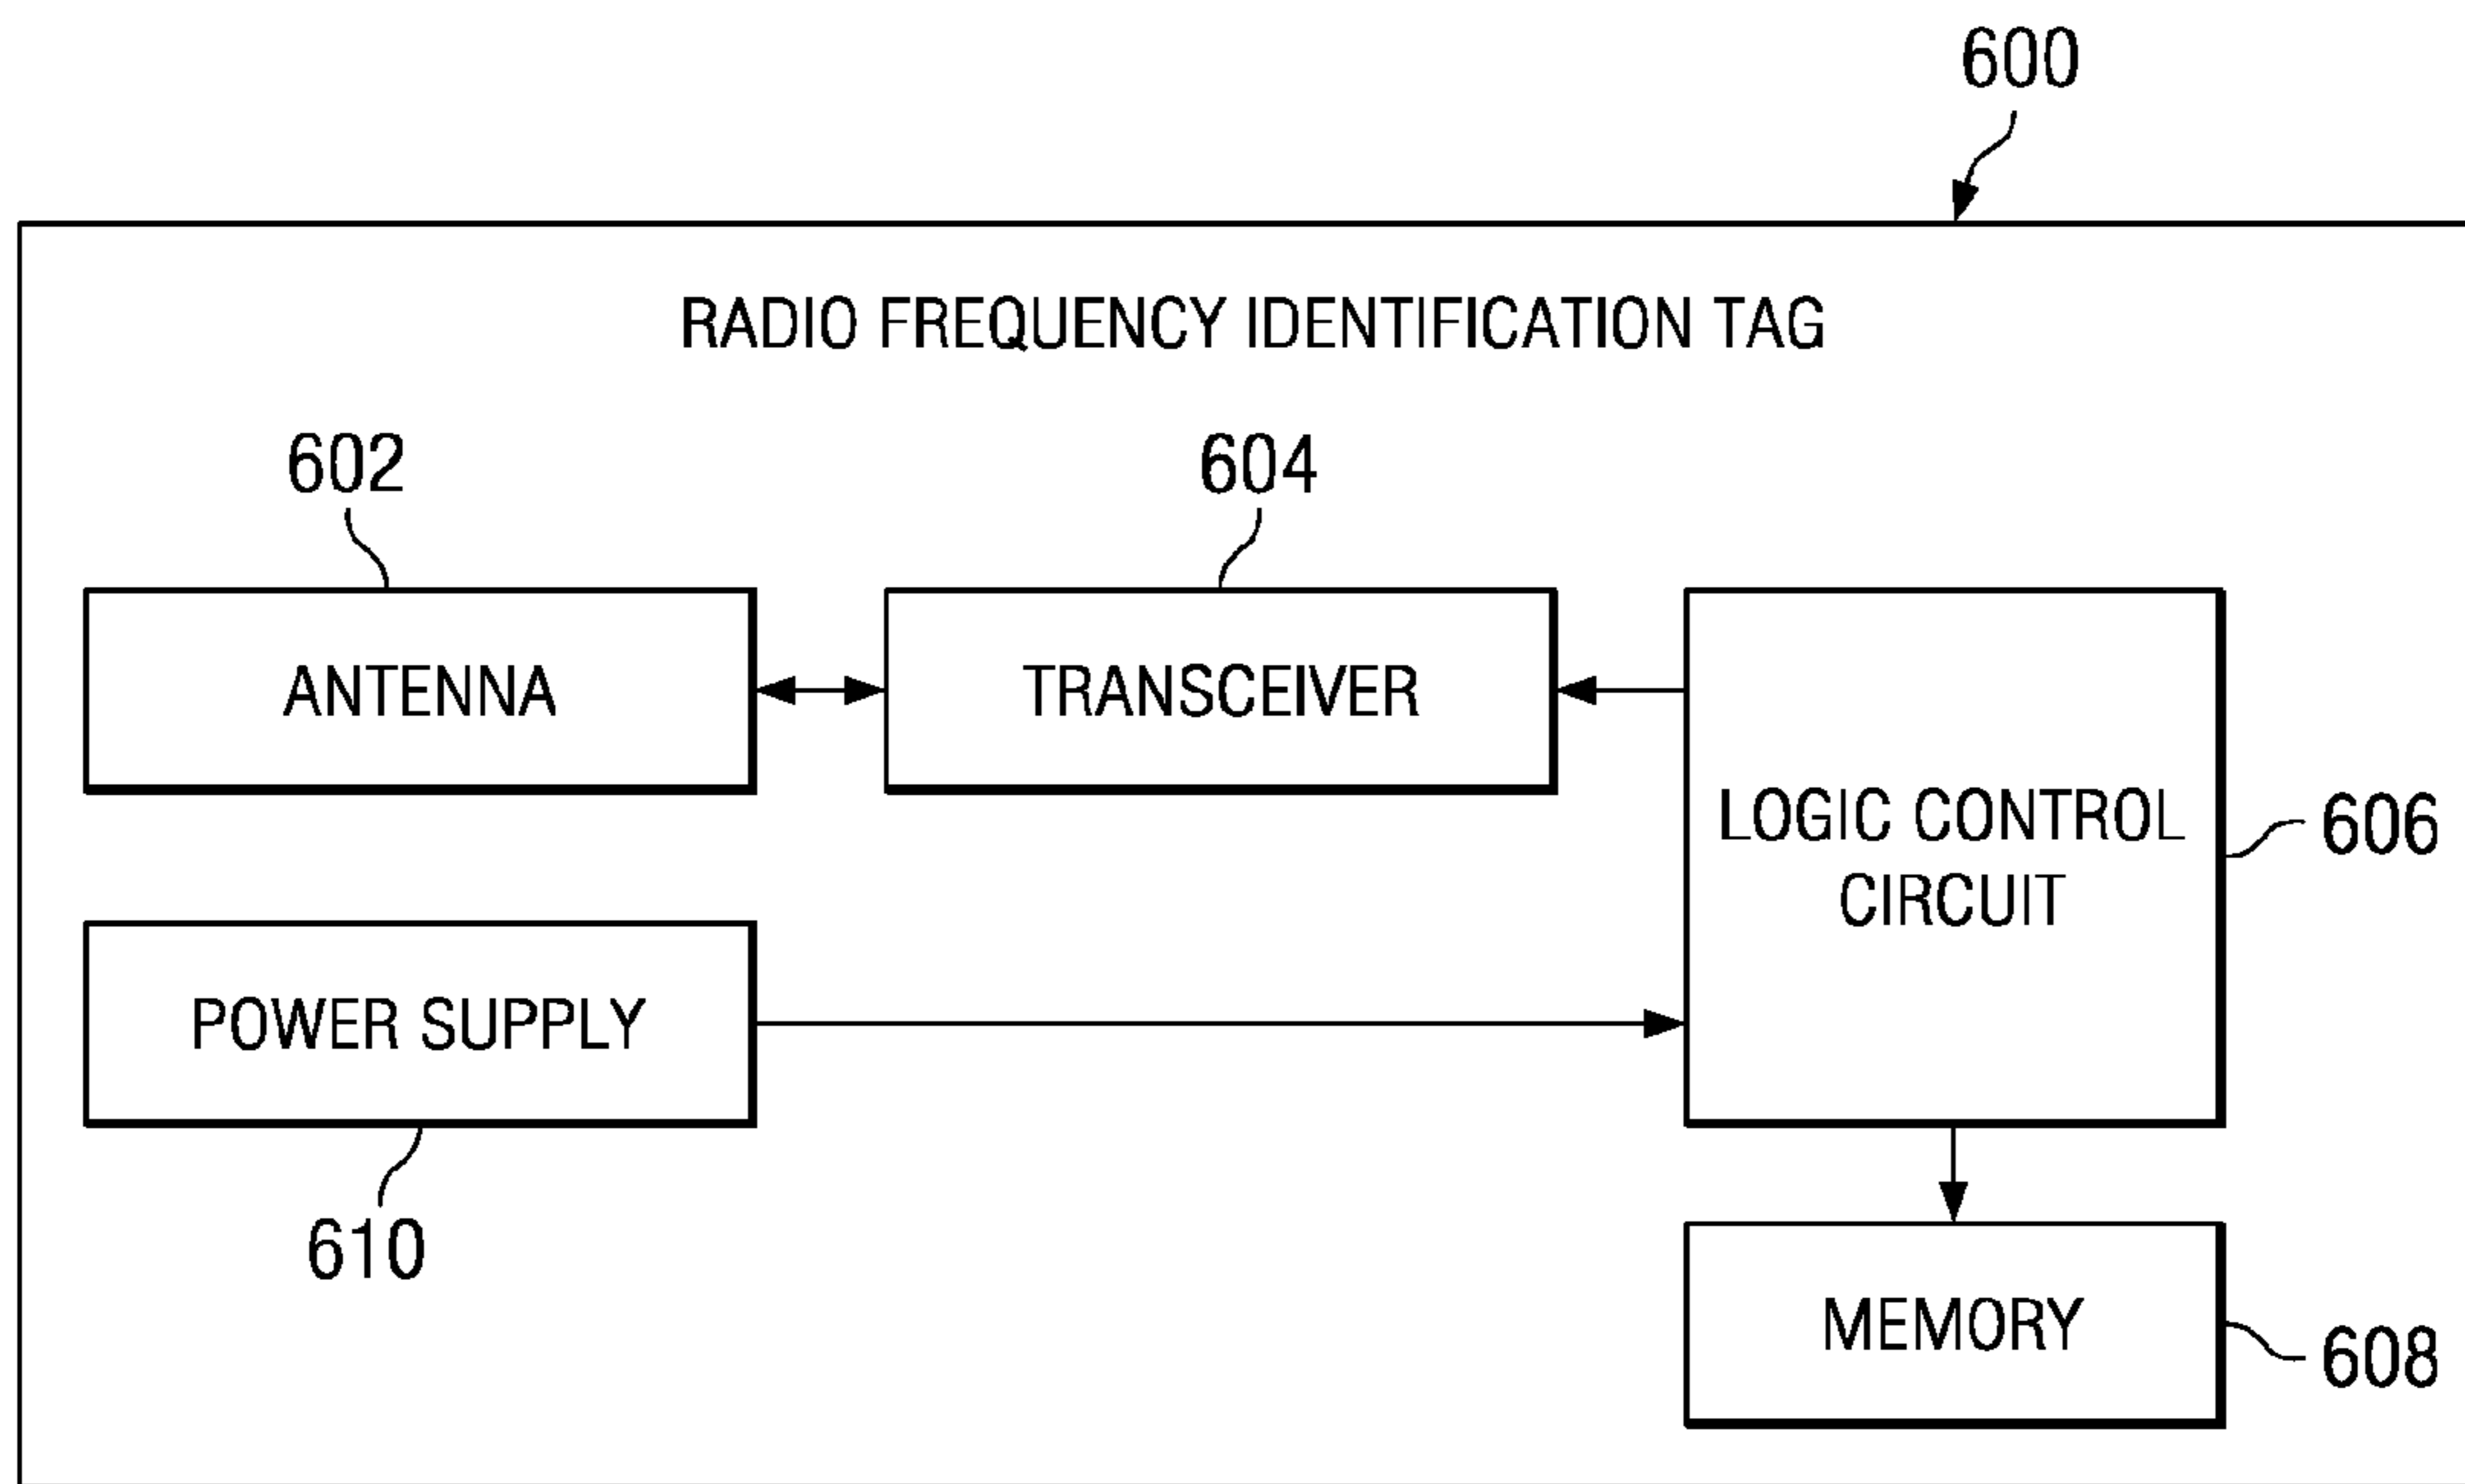 600
RADIO FREQUENCY IDENTIFICATION TAG
602
604
ANTENNA
TRANSCEIVER
LOGIC CONTROL
CIRCUIT
606
POWER SUPPLY
610
MEMORY
608